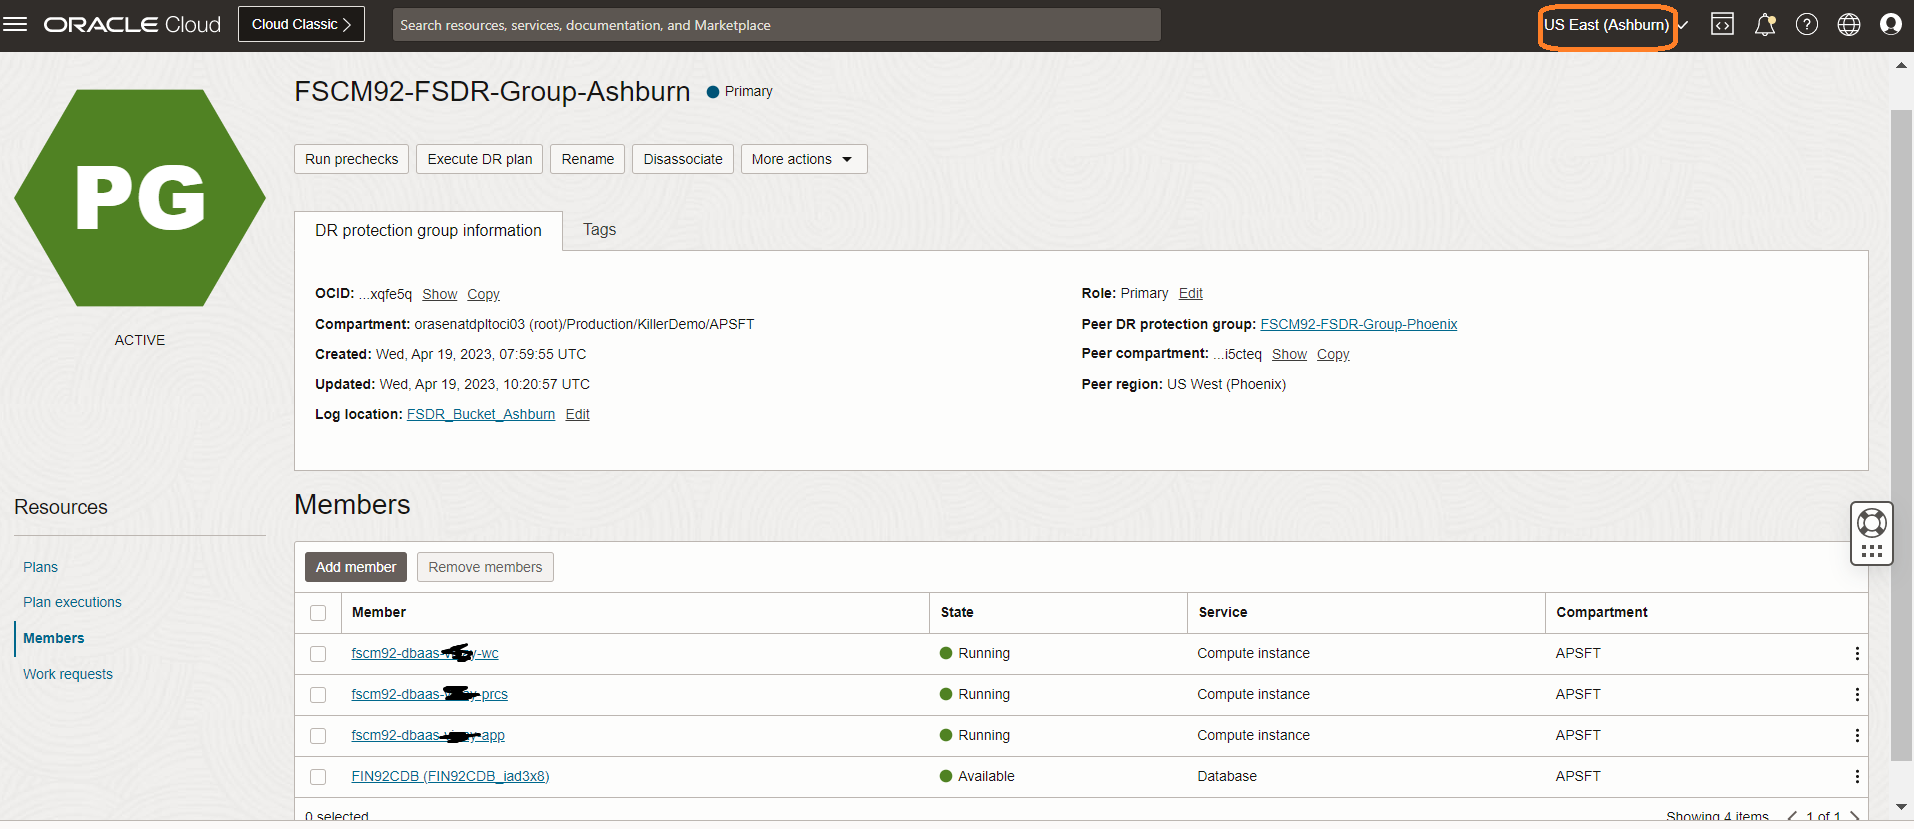 ORACLE Cloud Cloud Classic Search resources, services, documentation, and Marketplace US East (Ashburn)
FSCM92-FSDR-Group-Ashburn Primary
PG
ACTIVE
Run prechecks Execute DR plan Rename Disassociate More actions
DR protection group information Tags
OCID: ...xqfe5q Show Copy
Compartment: orasenatdpltoci03 (root)/Production/KillerDemo/APSFT
Created: Wed, Apr 19, 2023, 07:59:55 UTC
Updated: Wed, Apr 19, 2023, 10:20:57 UTC
Log location: FSDR_Bucket_Ashburn Edit
Role: Primary Edit
Peer DR protection group: FSCM92-FSDR-Group-Phoenix
Peer compartment: ...i5cteq Show Copy
Peer region: US West (Phoenix)
Resources
Plans
Plan executions
Members
Work requests
Members
Add member Remove members
Member State Service Compartment
fscm92-dbaas- -wc Running Compute instance APSFT
fscm92-dbaas- -prcs Running Compute instance APSFT
fscm92-dbaas- -app Running Compute instance APSFT
FIN92CDB (FIN92CDB_iad3x8) Available Database APSFT
0 selected Showing 4 items 1 of 1